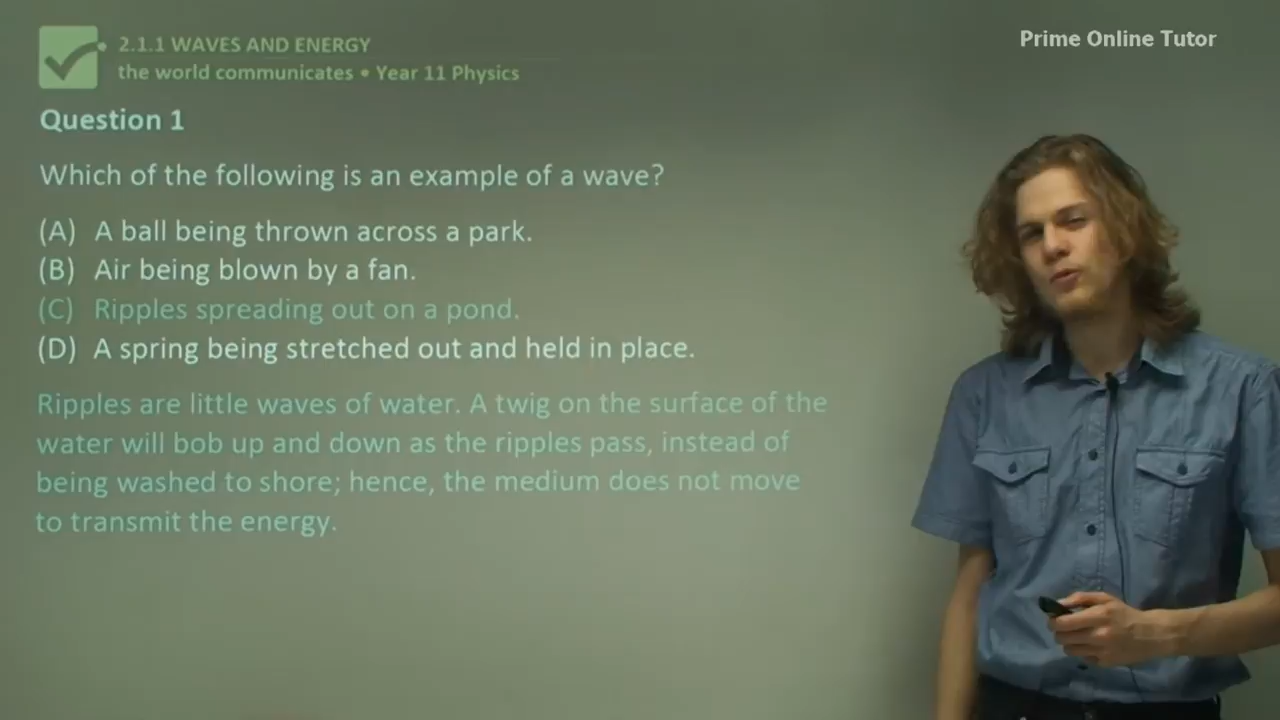 2.1.1 WAVES AND ENERGY
the world communicates • Year 11 Physics
Prime Online Tutor
Question 1
Which of the following is an example of a wave?
(A) A ball being thrown across a park.
(B) Air being blown by a fan.
(C) Ripples spreading out on a pond.
(D) A spring being stretched out and held in place.
Ripples are little waves of water. A twig on the surface of the
water will bob up and down as the ripples pass, instead of
being washed to shore; hence, the medium does not move
to transmit the energy.